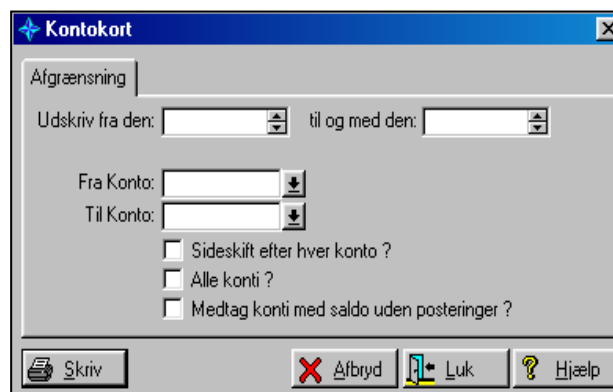 Kontokort
Afgrænsning
Udskriv fra den: til og med den:
Fra Konto:
Til Konto:
Sideskift efter hver konto ?
Alle konti ?
Medtag konti med saldo uden posteringer ?
Skriv Afbryd Luk Hjælp